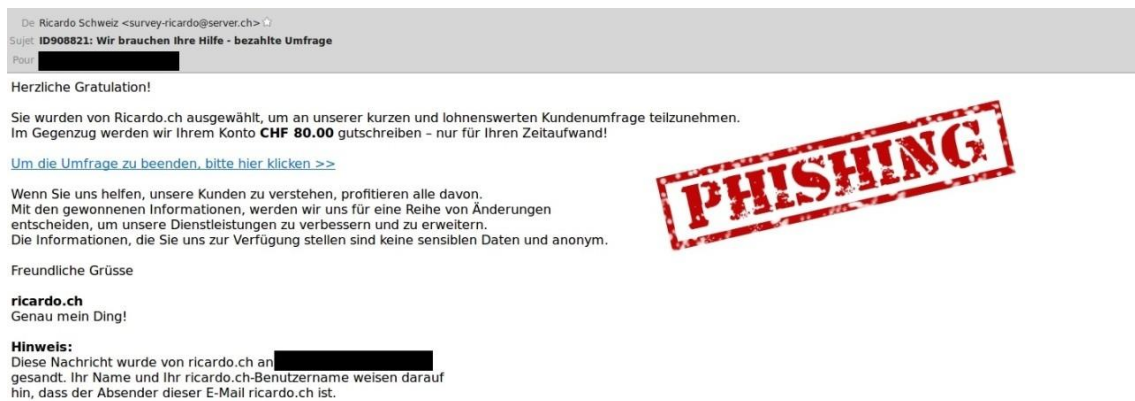 De Ricardo Schweiz <survey-ricardo@server.ch>
Sujet ID908821: Wir brauchen Ihre Hilfe - bezahlte Umfrage
Pour
Herzliche Gratulation!
Sie wurden von Ricardo.ch ausgewählt, um an unserer kurzen und lohnenswerten Kundenumfrage teilzunehmen.
Im Gegenzug werden wir Ihrem Konto CHF 80.00 gutschreiben – nur für Ihren Zeitaufwand!
Um die Umfrage zu beenden, bitte hier klicken >>
PHISHING
Wenn Sie uns helfen, unsere Kunden zu verstehen, profitieren alle davon.
Mit den gewonnenen Informationen, werden wir uns für eine Reihe von Änderungen
entscheiden, um unsere Dienstleistungen zu verbessern und zu erweitern.
Die Informationen, die Sie uns zur Verfügung stellen sind keine sensiblen Daten und anonym.
Freundliche Grüsse
ricardo.ch
Genau mein Ding!
Hinweis:
Diese Nachricht wurde von ricardo.ch an
gesandt. Ihr Name und Ihr ricardo.ch-Benutzername weisen darauf
hin, dass der Absender dieser E-Mail ricardo.ch ist.